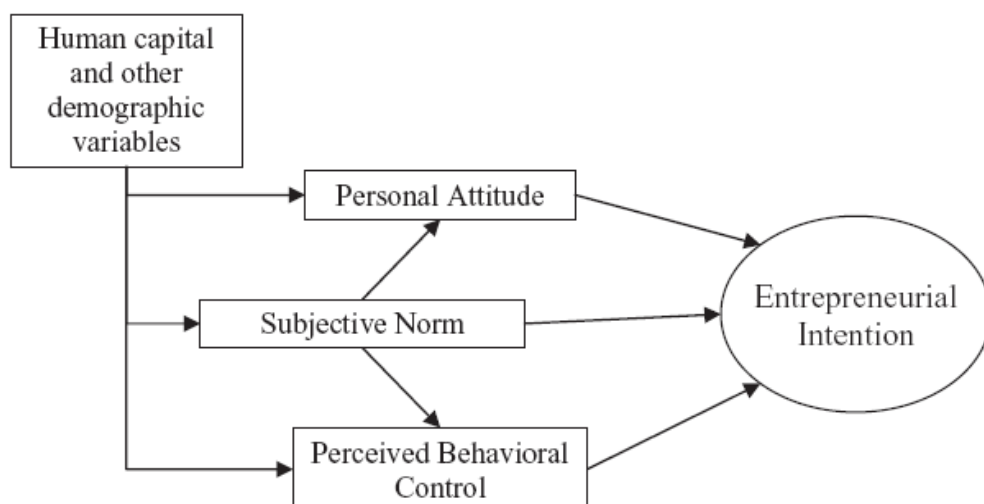 Human capital
and other
demographic
variables
Personal Attitude
Subjective Norm
Entrepreneurial
Intention
Perceived Behavioral
Control